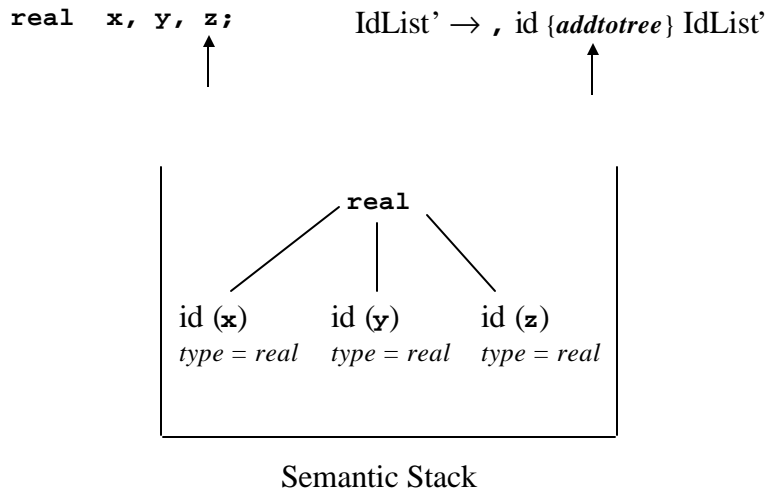 real x, y, z; IdList’ → , id {addtotree} IdList’
real
id (x) id (y) id (z)
type = real type = real type = real
Semantic Stack